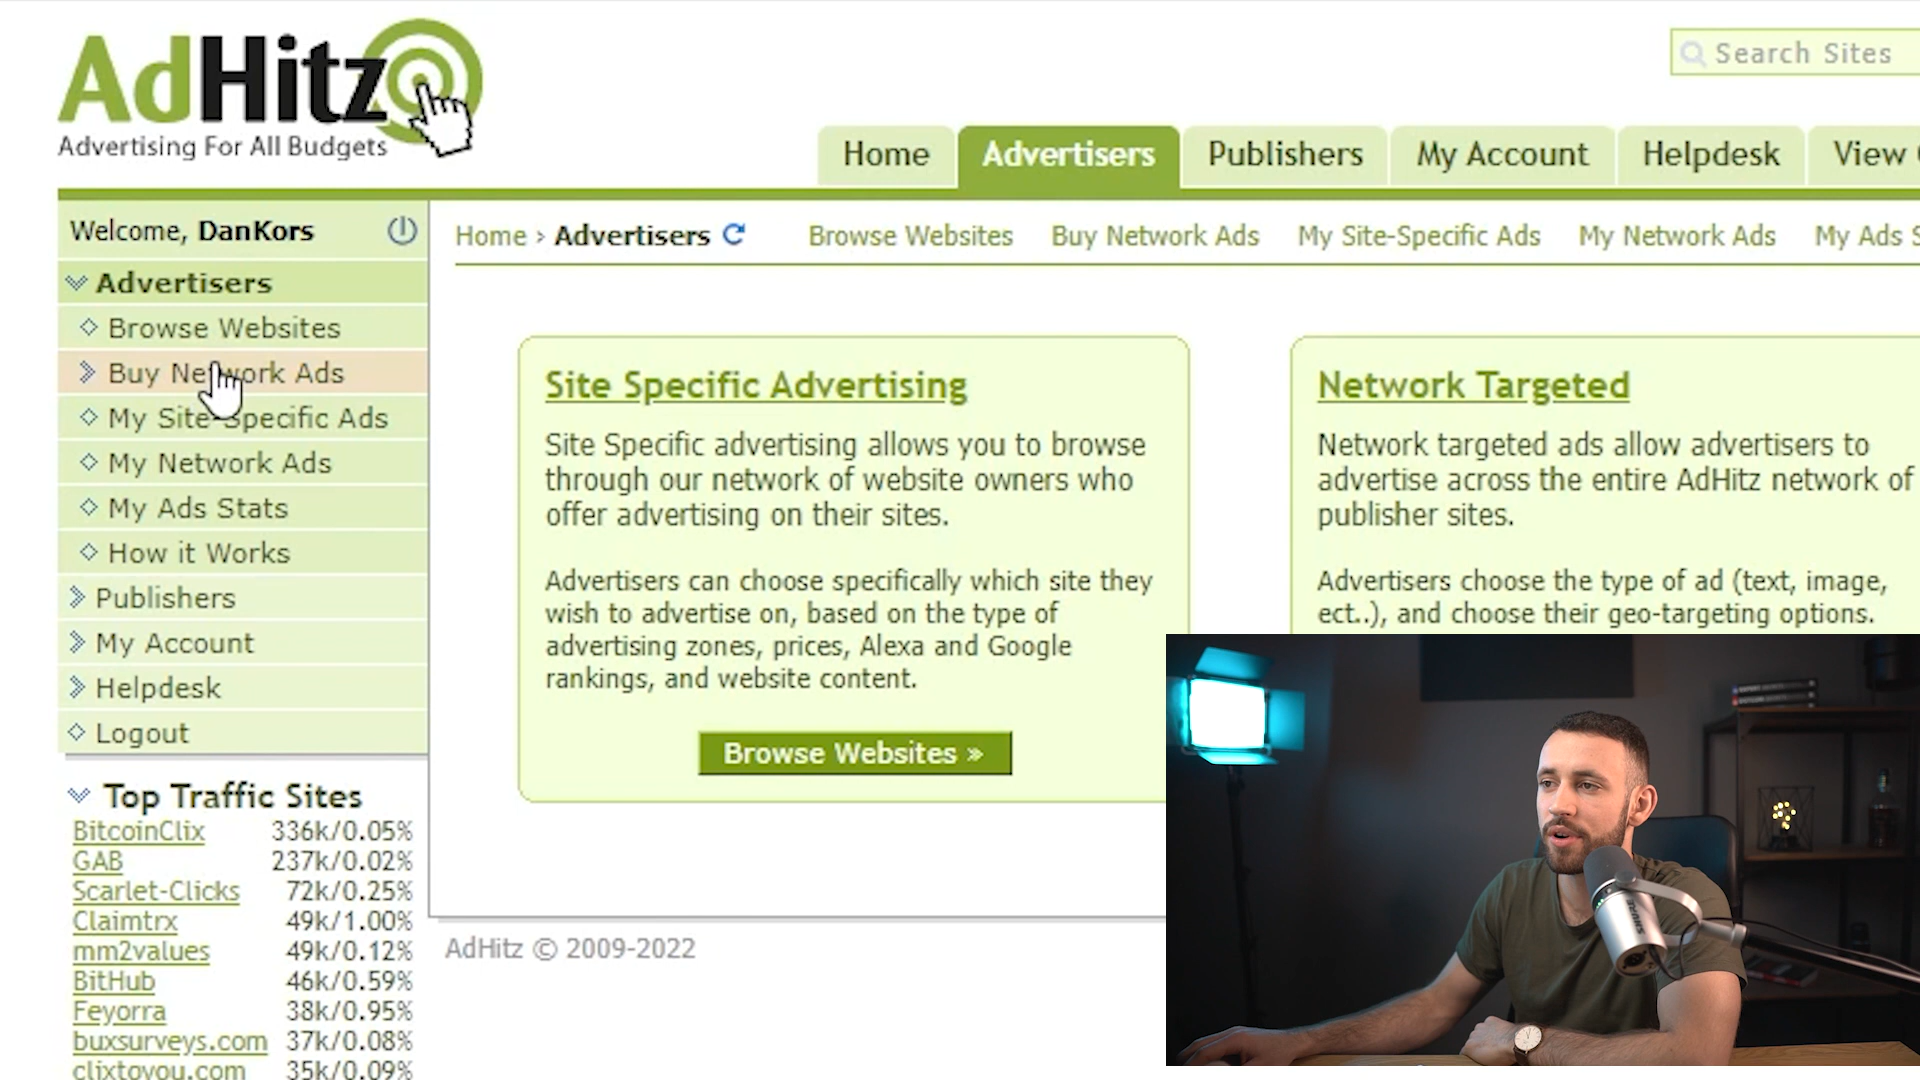 AdHitz
Advertising For All Budgets
Search Sites
Home
Advertisers
Publishers
My Account
Helpdesk
View
Welcome, DanKors
Home › Advertisers
Browse Websites
Buy Network Ads
My Site-Specific Ads
My Network Ads
My Ads S
Advertisers
Browse Websites
Buy Network Ads
My Site-Specific Ads
My Network Ads
My Ads Stats
How it Works
Publishers
My Account
Helpdesk
Logout
Top Traffic Sites
BitcoinClix 336k/0.05%
GAB 237k/0.02%
Scarlet-Clicks 72k/0.25%
Claimtrx 49k/1.00%
mm2values 49k/0.12%
BitHub 46k/0.59%
Feyorra 38k/0.95%
buxsurveys.com 37k/0.08%
clixtoyou.com 35k/0.09%
Site Specific Advertising
Site Specific advertising allows you to browse
through our network of website owners who
offer advertising on their sites.
Advertisers can choose specifically which site they
wish to advertise on, based on the type of
advertising zones, prices, Alexa and Google
rankings, and website content.
Browse Websites »
Network Targeted
Network targeted ads allow advertisers to
advertise across the entire AdHitz network of
publisher sites.
Advertisers choose the type of ad (text, image,
ect..), and choose their geo-targeting options.
AdHitz © 2009-2022
SHURE